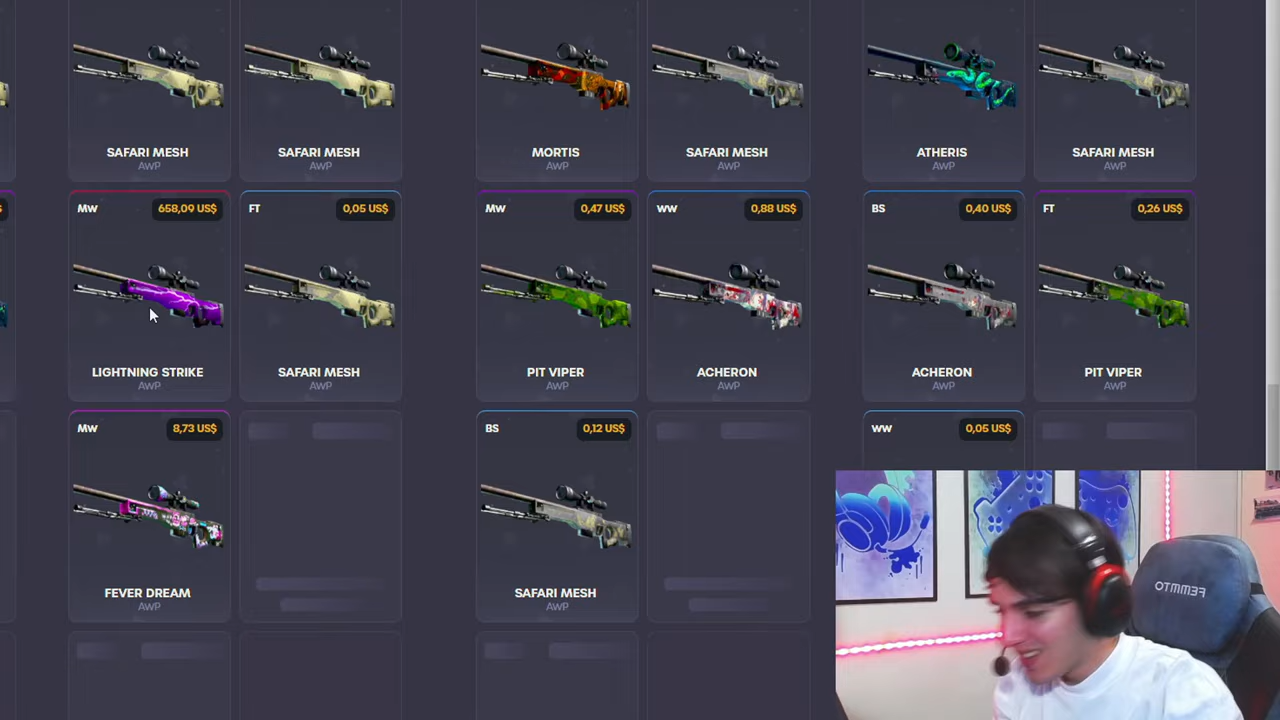 SAFARI MESH
AWP
SAFARI MESH
AWP
MORTIS
AWP
SAFARI MESH
AWP
ATHERIS
AWP
SAFARI MESH
AWP
MW
658,09 US$
LIGHTNING STRIKE
AWP
FT
0,05 US$
SAFARI MESH
AWP
MW
0,47 US$
PIT VIPER
AWP
WW
0,88 US$
ACHERON
AWP
BS
0,40 US$
ACHERON
AWP
FT
0,26 US$
PIT VIPER
AWP
MW
8,73 US$
FEVER DREAM
AWP
BS
0,12 US$
SAFARI MESH
AWP
WW
0,05 US$